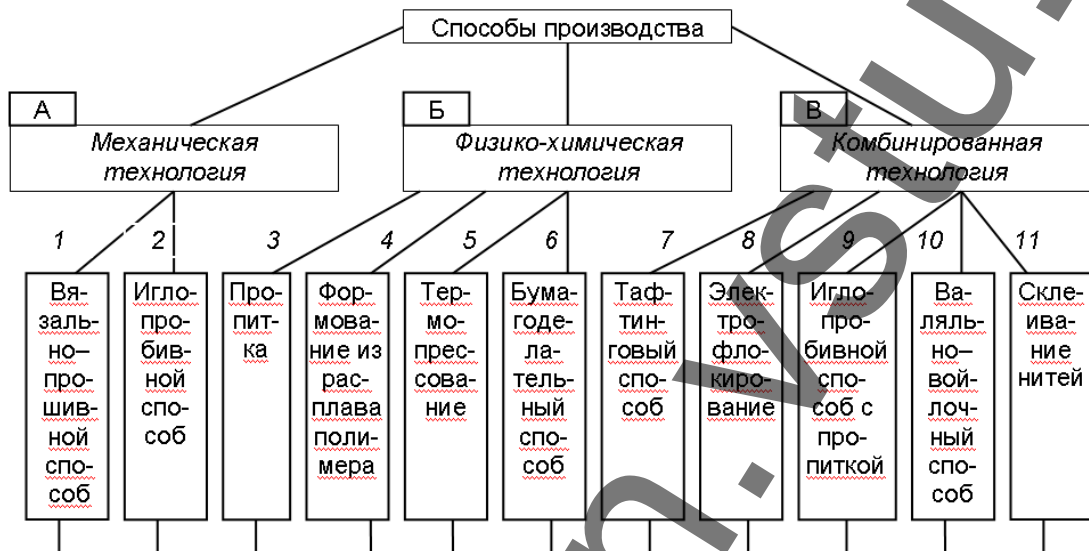 Способы производства
А
Б
В
Механическая
технология
Физико-химическая
технология
Комбинированная
технология
1
2
3
4
5
6
7
8
9
10
11
Вя-
заль-
но–
про-
шив-
ной
спо-
соб
Игло-
про-
бив-
ной
спо-
соб
Про-
пит-
ка
Фор-
мова-
ние из
рас-
плава
поли-
мера
Тер-
мо-
прес-
сова-
ние
Бума-
годе-
ла-
тель-
ный
спо-
соб
Таф-
тин-
говый
спо-
соб
Элек-
тро-
фло-
киро-
вание
Игло-
про-
бивной
спо-
соб с
про-
питкой
Ва-
ляль-
но–
вой-
лоч-
ный
спо-
соб
Скле-
ива-
ние
нитей
n.vstu.